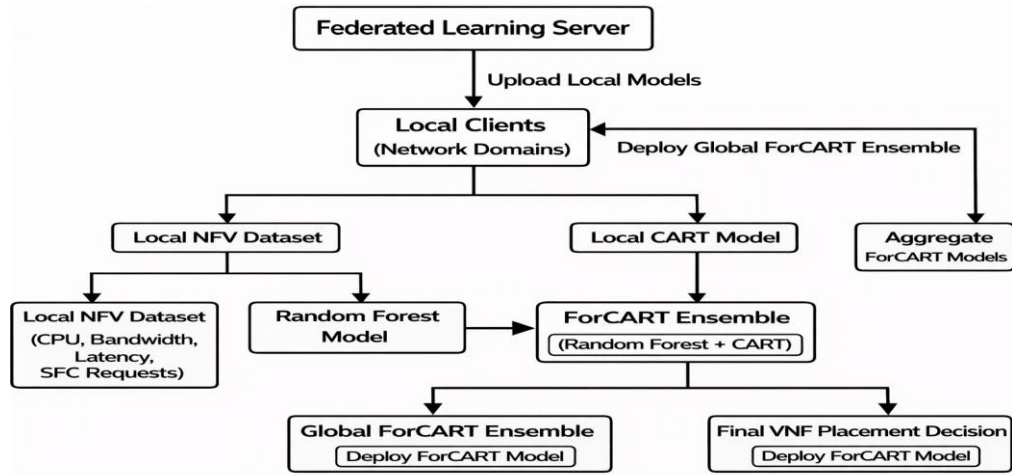 Federated Learning Server
Upload Local Models
Local Clients
(Network Domains)
Deploy Global ForCART Ensemble
Local NFV Dataset
Local CART Model
Aggregate
ForCART Models
Local NFV Dataset
(CPU, Bandwidth,
Latency,
SFC Requests)
Random Forest
Model
ForCART Ensemble
(Random Forest + CART)
Global ForCART Ensemble
Deploy ForCART Model
Final VNF Placement Decision
Deploy ForCART Model